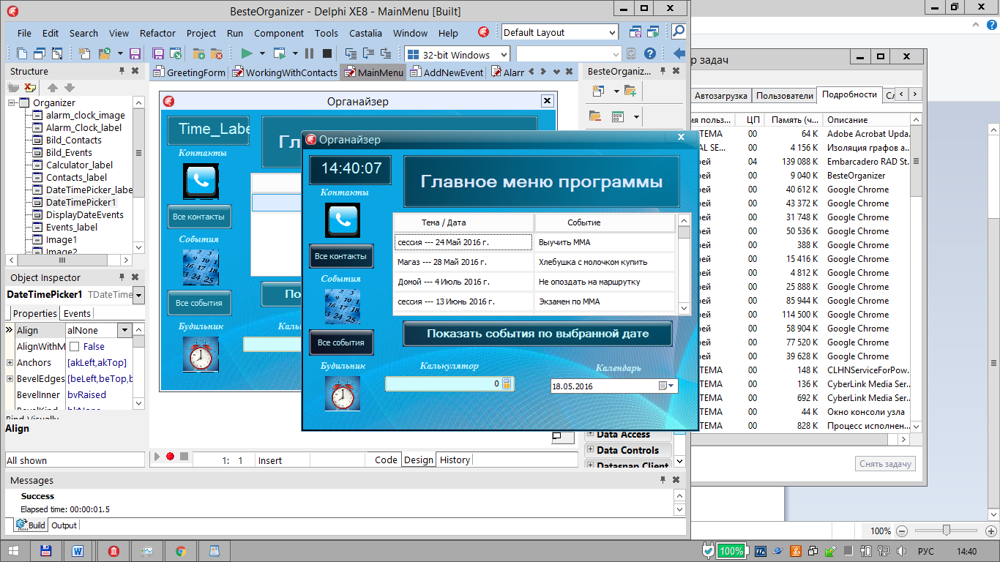 BesteOrganizer - Delphi XE8 - MainMenu [Built]
File Edit Search View Refactor Project Run Component Tools Castalia Window Help
Default Layout
32-bit Windows
Structure
GreetingForm WorkingWithContacts MainMenu AddNewEvent Alarr
BesteOrganiz...
Organizer
alarm_clock_image
Alarm_Clock_label
Bild_Contacts
Bild_Events
Calculator_label
Contacts_label
DateTimePicker_labe
DateTimePicker1
DisplayDateEvents
Events_label
Image1
Image2
Object Inspector
DateTimePicker1 TDateTime
Properties Events
Align alNone
AlignWithM False
Anchors [akLeft,akTop]
BevelEdges [beLeft,beTop,b
BevelInner bvRaised
BevelKind bkNone
Bind Visually
Align
All shown
Органайзер
Time_Labe
Гл
Контакты
Все контакты
События
Все события
По
Будильник
Каль
Органайзер
14:40:07
Главное меню программы
Контакты
Все контакты
События
Все события
Будильник
Тема / Дата Событие
сессия --- 24 Май 2016 г. Выучить ММА
Магаз --- 28 Май 2016 г. Хлебушка с молочком купить
Домой --- 4 Июль 2016 г. Не опоздать на маршрутку
сессия --- 13 Июнь 2016 г. Экзамен по ММА
Показать события по выбранной дате
Калькулятор
0
Календарь
18.05.2016
Data Access
Data Controls
Datasnap Client
1: 1 Insert
Code Design History
Messages
Success
Elapsed time: 00:00:01.5
Build Output
р задач
Автозагрузка Пользователи Подробности Сл
мя польз... ЦП Память (ч... Описание
ТЕМА 00 64 K Adobe Acrobat Upda...
AL SE... 00 4 156 K Изоляция графов а...
рей 04 139 088 K Embarcadero RAD St...
рей 00 9 040 K BesteOrganizer
рей 00 40 612 K Google Chrome
рей 00 43 372 K Google Chrome
рей 00 31 748 K Google Chrome
рей 00 50 536 K Google Chrome
рей 00 388 K Google Chrome
рей 00 15 416 K Google Chrome
рей 00 4 812 K Google Chrome
рей 00 25 888 K Google Chrome
рей 00 85 944 K Google Chrome
рей 00 114 500 K Google Chrome
рей 00 58 904 K Google Chrome
рей 00 77 520 K Google Chrome
рей 00 39 628 K Google Chrome
ТЕМА 00 148 K CLHNServiceForPow...
ТЕМА 00 136 K CyberLink Media Ser...
ТЕМА 00 692 K CyberLink Media Ser...
ТЕМА 00 44 K Окно консоли узла
ТЕМА 00 828 K Процесс исполнен...
Снять задачу
100%
100%
РУС
14:40